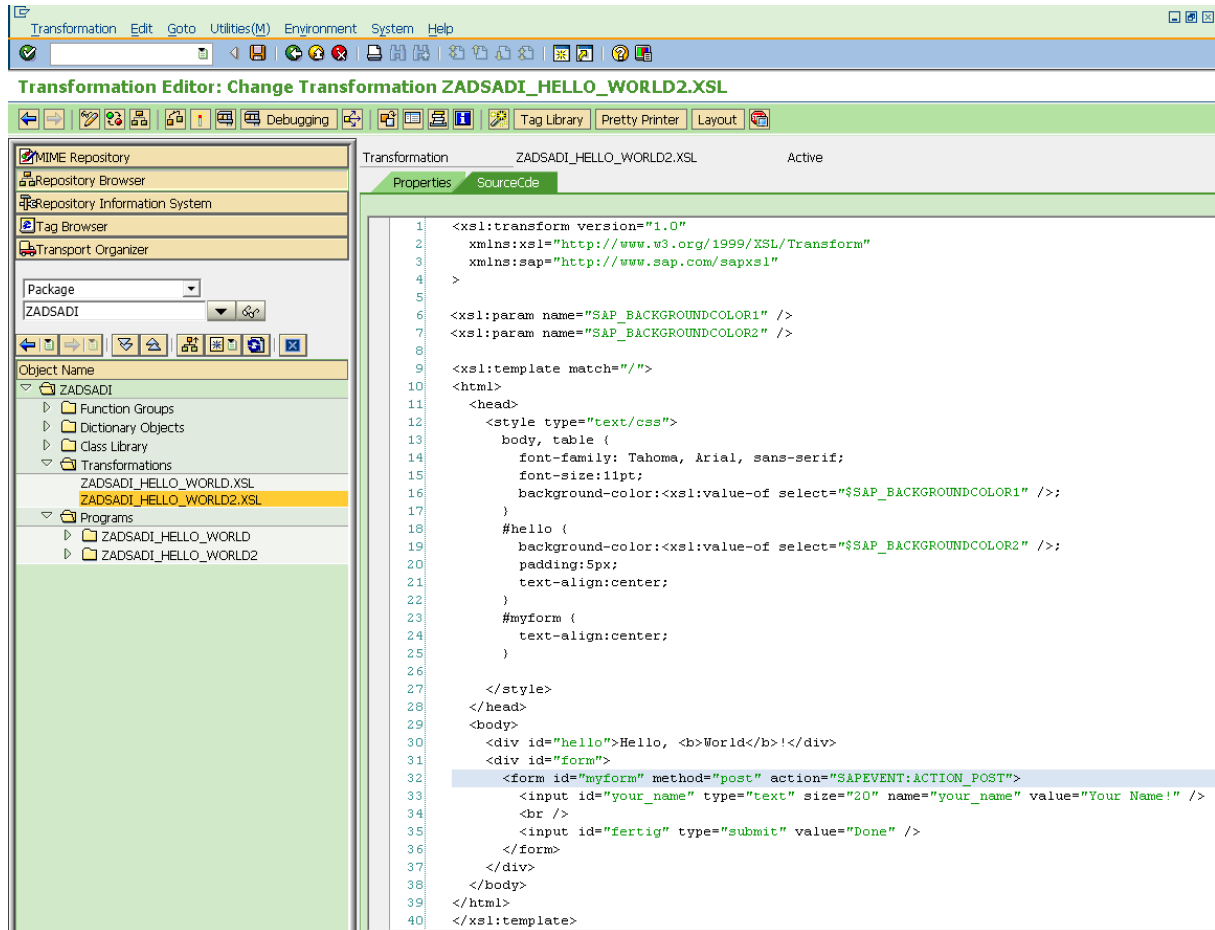 Transformation Edit Goto Utilities(M) Environment System Help
Transformation Editor: Change Transformation ZADSADI_HELLO_WORLD2.XSL
Debugging Tag Library Pretty Printer Layout
MIME Repository
Repository Browser
Repository Information System
Tag Browser
Transport Organizer
Package
ZADSADI
Object Name
ZADSADI
Function Groups
Dictionary Objects
Class Library
Transformations
ZADSADI_HELLO_WORLD.XSL
ZADSADI_HELLO_WORLD2.XSL
Programs
ZADSADI_HELLO_WORLD
ZADSADI_HELLO_WORLD2
Transformation ZADSADI_HELLO_WORLD2.XSL Active
Properties SourceCde
1 <xsl:transform version="1.0"
2 xmlns:xsl="http://www.w3.org/1999/XSL/Transform"
3 xmlns:sap="http://www.sap.com/sapxsl"
4 >
5
6 <xsl:param name="SAP_BACKGROUNDCOLOR1" />
7 <xsl:param name="SAP_BACKGROUNDCOLOR2" />
8
9 <xsl:template match="/">
10 <html>
11 <head>
12 <style type="text/css">
13 body, table {
14 font-family: Tahoma, Arial, sans-serif;
15 font-size:11pt;
16 background-color:<xsl:value-of select="$SAP_BACKGROUNDCOLOR1" />;
17 }
18 #hello {
19 background-color:<xsl:value-of select="$SAP_BACKGROUNDCOLOR2" />;
20 padding:5px;
21 text-align:center;
22 }
23 #myform {
24 text-align:center;
25 }
26
27 </style>
28 </head>
29 <body>
30 <div id="hello">Hello, <b>World</b>!</div>
31 <div id="form">
32 <form id="myform" method="post" action="SAPEVENT:ACTION_POST">
33 <input id="your_name" type="text" size="20" name="your_name" value="Your Name!" />
34 <br />
35 <input id="fertig" type="submit" value="Done" />
36 </form>
37 </div>
38 </body>
39 </html>
40 </xsl:template>